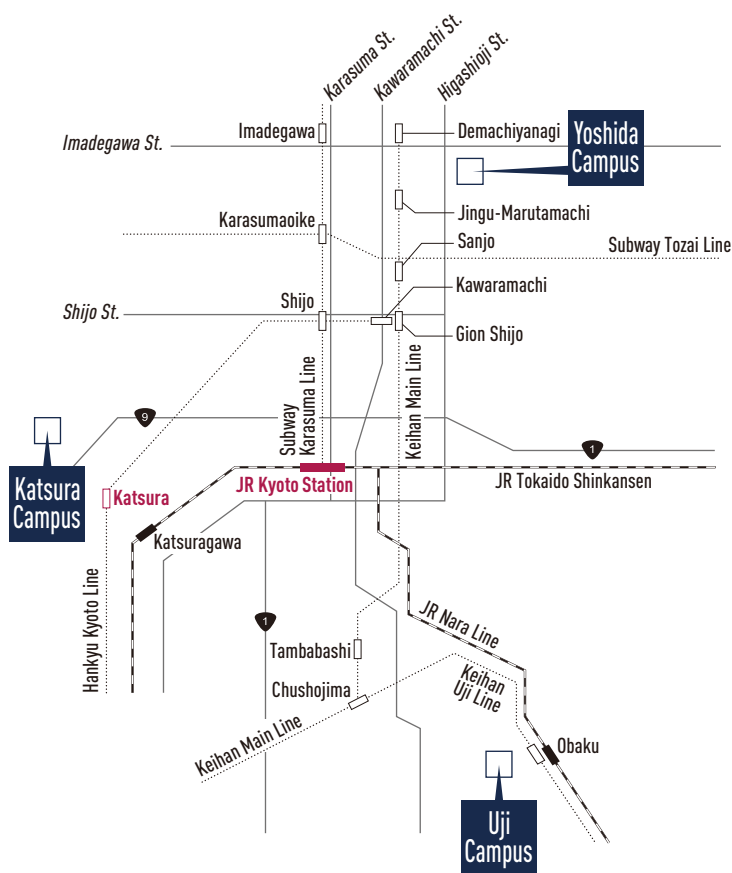 Karasuma St.
Kawaramachi St.
Higashioji St.
Imadegawa
Demachiyanagi
Imadegawa St.
Yoshida
Campus
Jingu-Marutamachi
Karasumaoike
Sanjo
Subway Tozai Line
Kawaramachi
Shijo
Shijo St.
Gion Shijo
Subway
Karasuma Line
Keihan Main Line
9
1
Katsura
Campus
Katsura
JR Kyoto Station
JR Tokaido Shinkansen
Katsuragawa
Hankyu Kyoto Line
1
JR Nara Line
Tambabashi
Chushojima
Keihan
Uji Line
Keihan Main Line
Obaku
Uji
Campus